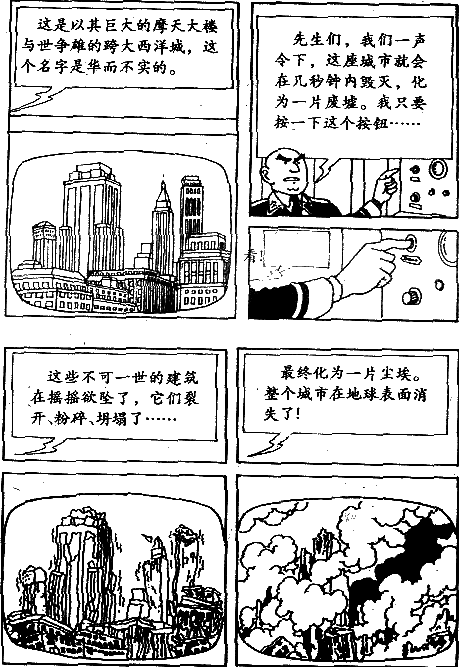 这是以其巨大的摩天大楼
与世争雄的跨大西洋城，这
个名字是华而不实的。
先生们，我们一声
令下，这座城市就会
在几秒钟内毁灭，化
为一片废墟。我只要
按一下这个按钮……
看！
这些不可一世的建筑
在摇摇欲坠了，它们裂
开、粉碎、坍塌了……
最终化为一片尘埃。
整个城市在地球表面消
失了！